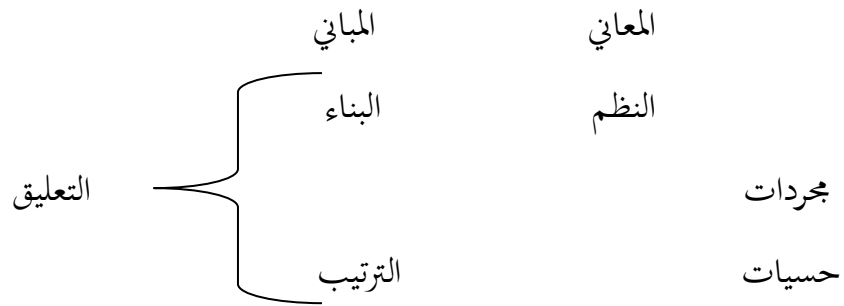 المعاني المباني
النظم البناء
مجردات التعليق
حسيات الترتيب